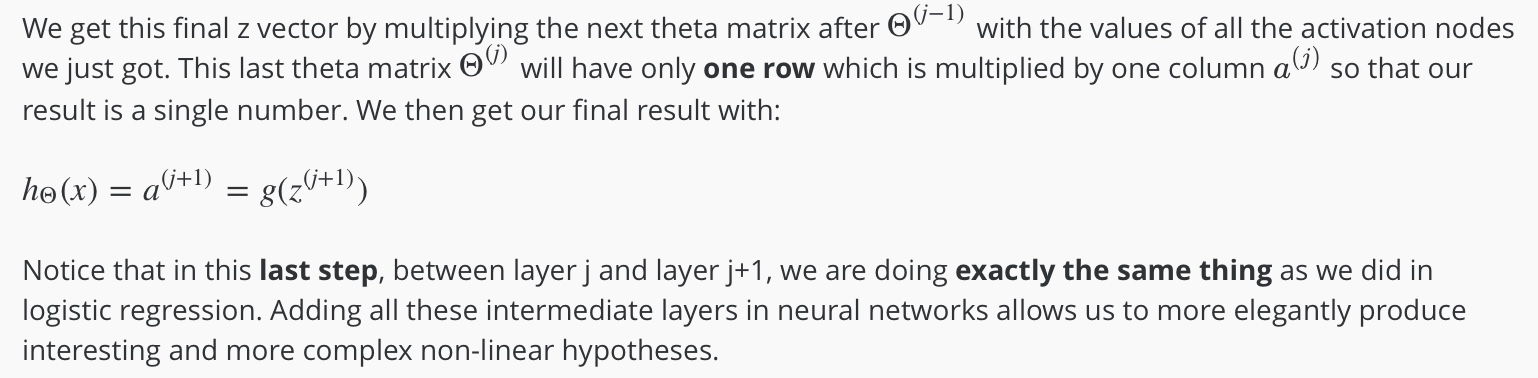 We get this final z vector by multiplying the next theta matrix after Θ^(j−1) with the values of all the activation nodes
we just got. This last theta matrix Θ^(j) will have only one row which is multiplied by one column a^(j) so that our
result is a single number. We then get our final result with:
h_Θ(x) = a^(j+1) = g(z^(j+1))
Notice that in this last step, between layer j and layer j+1, we are doing exactly the same thing as we did in
logistic regression. Adding all these intermediate layers in neural networks allows us to more elegantly produce
interesting and more complex non-linear hypotheses.